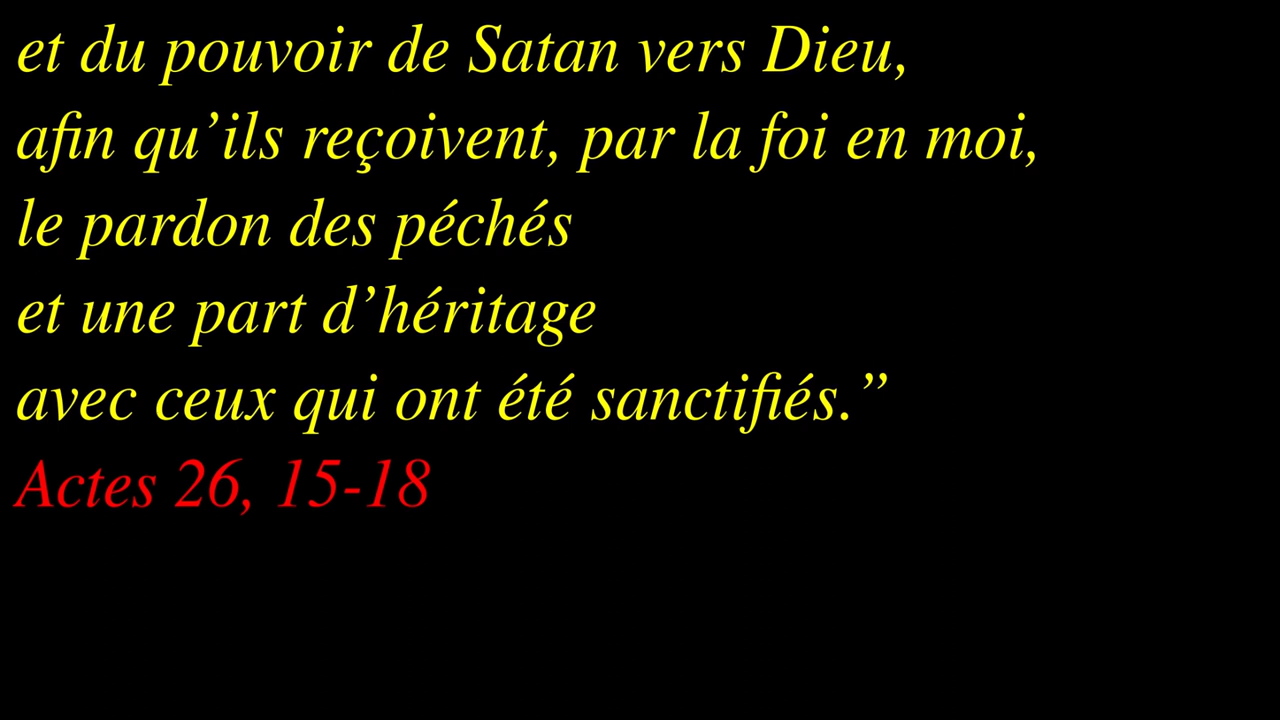 et du pouvoir de Satan vers Dieu,
afin qu’ils reçoivent, par la foi en moi,
le pardon des péchés
et une part d’héritage
avec ceux qui ont été sanctifiés.”
Actes 26, 15-18